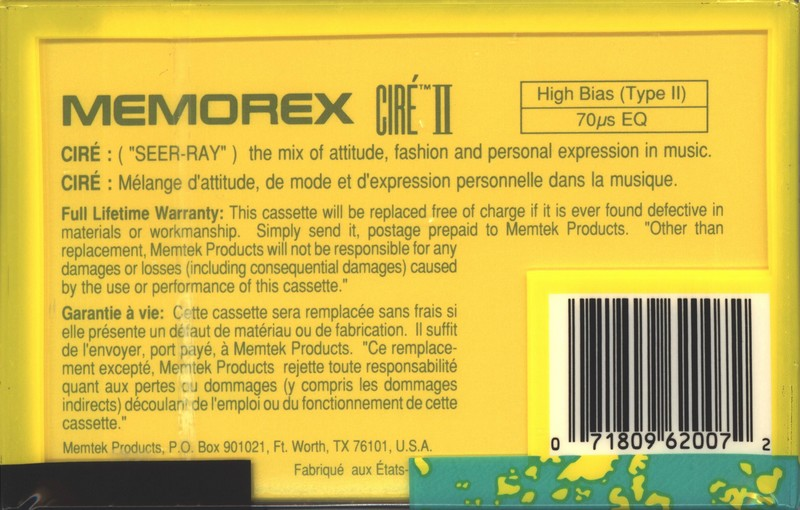 MEMOREX CIRÉ™ II
High Bias (Type II)
70µs EQ
CIRÉ : ( "SEER-RAY" ) the mix of attitude, fashion and personal expression in music.
CIRÉ : Mélange d'attitude, de mode et d'expression personnelle dans la musique.
Full Lifetime Warranty: This cassette will be replaced free of charge if it is ever found defective in
materials or workmanship. Simply send it, postage prepaid to Memtek Products. "Other than
replacement, Memtek Products will not be responsible for any
damages or losses (including consequential damages) caused
by the use or performance of this cassette."
Garantie à vie: Cette cassette sera remplacée sans frais si
elle présente un défaut de matériau ou de fabrication. Il suffit
de l'envoyer, port payé, à Memtek Products. "Ce remplace-
ment excepté, Memtek Products rejette toute responsabilité
quant aux pertes ou dommages (y compris les dommages
indirects) découlant de l'emploi ou du fonctionnement de cette
cassette."
Memtek Products, P.O. Box 901021, Ft. Worth, TX 76101, U.S.A.
Fabriqué aux États-
0 71809 62007 2